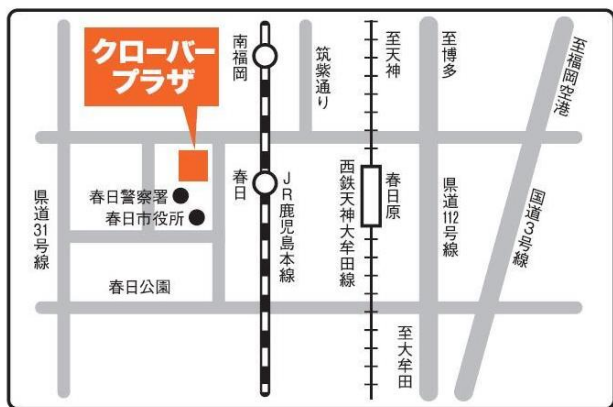 クローバー
プラザ
南福岡
筑紫通り
至天神
至博多
至福岡空港
県道31号線
春日警察署
春日市役所
春日
JR鹿児島本線
西鉄天神大牟田線
春日原
県道112号線
国道3号線
春日公園
至大牟田